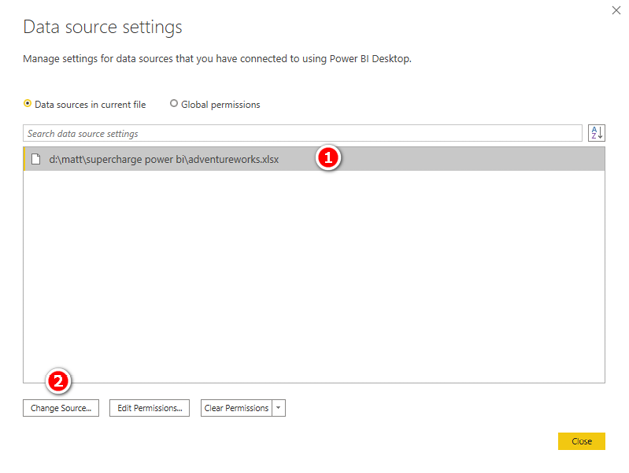 Data source settings
Manage settings for data sources that you have connected to using Power BI Desktop.
Data sources in current file Global permissions
Search data source settings
A
Z
d:\matt\supercharge power bi\adventureworks.xlsx 1
2
Change Source... Edit Permissions... Clear Permissions
Close